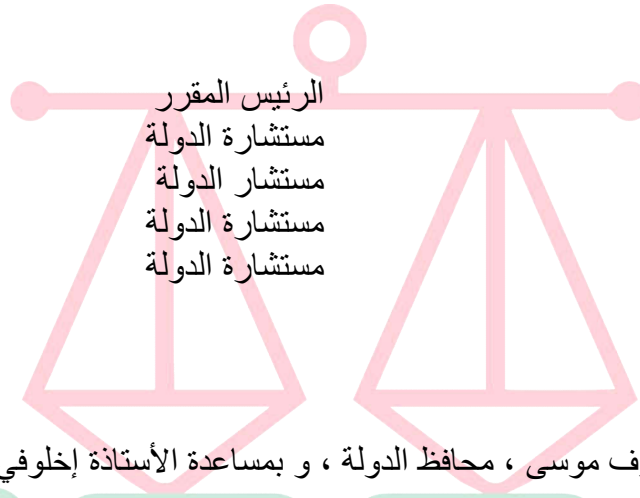 الرئيس المقرر
مستشارة الدولة
مستشار الدولة
مستشارة الدولة
مستشارة الدولة
موسى ، محافظ الدولة ، و بمساعدة الأستاذة إخلوفي